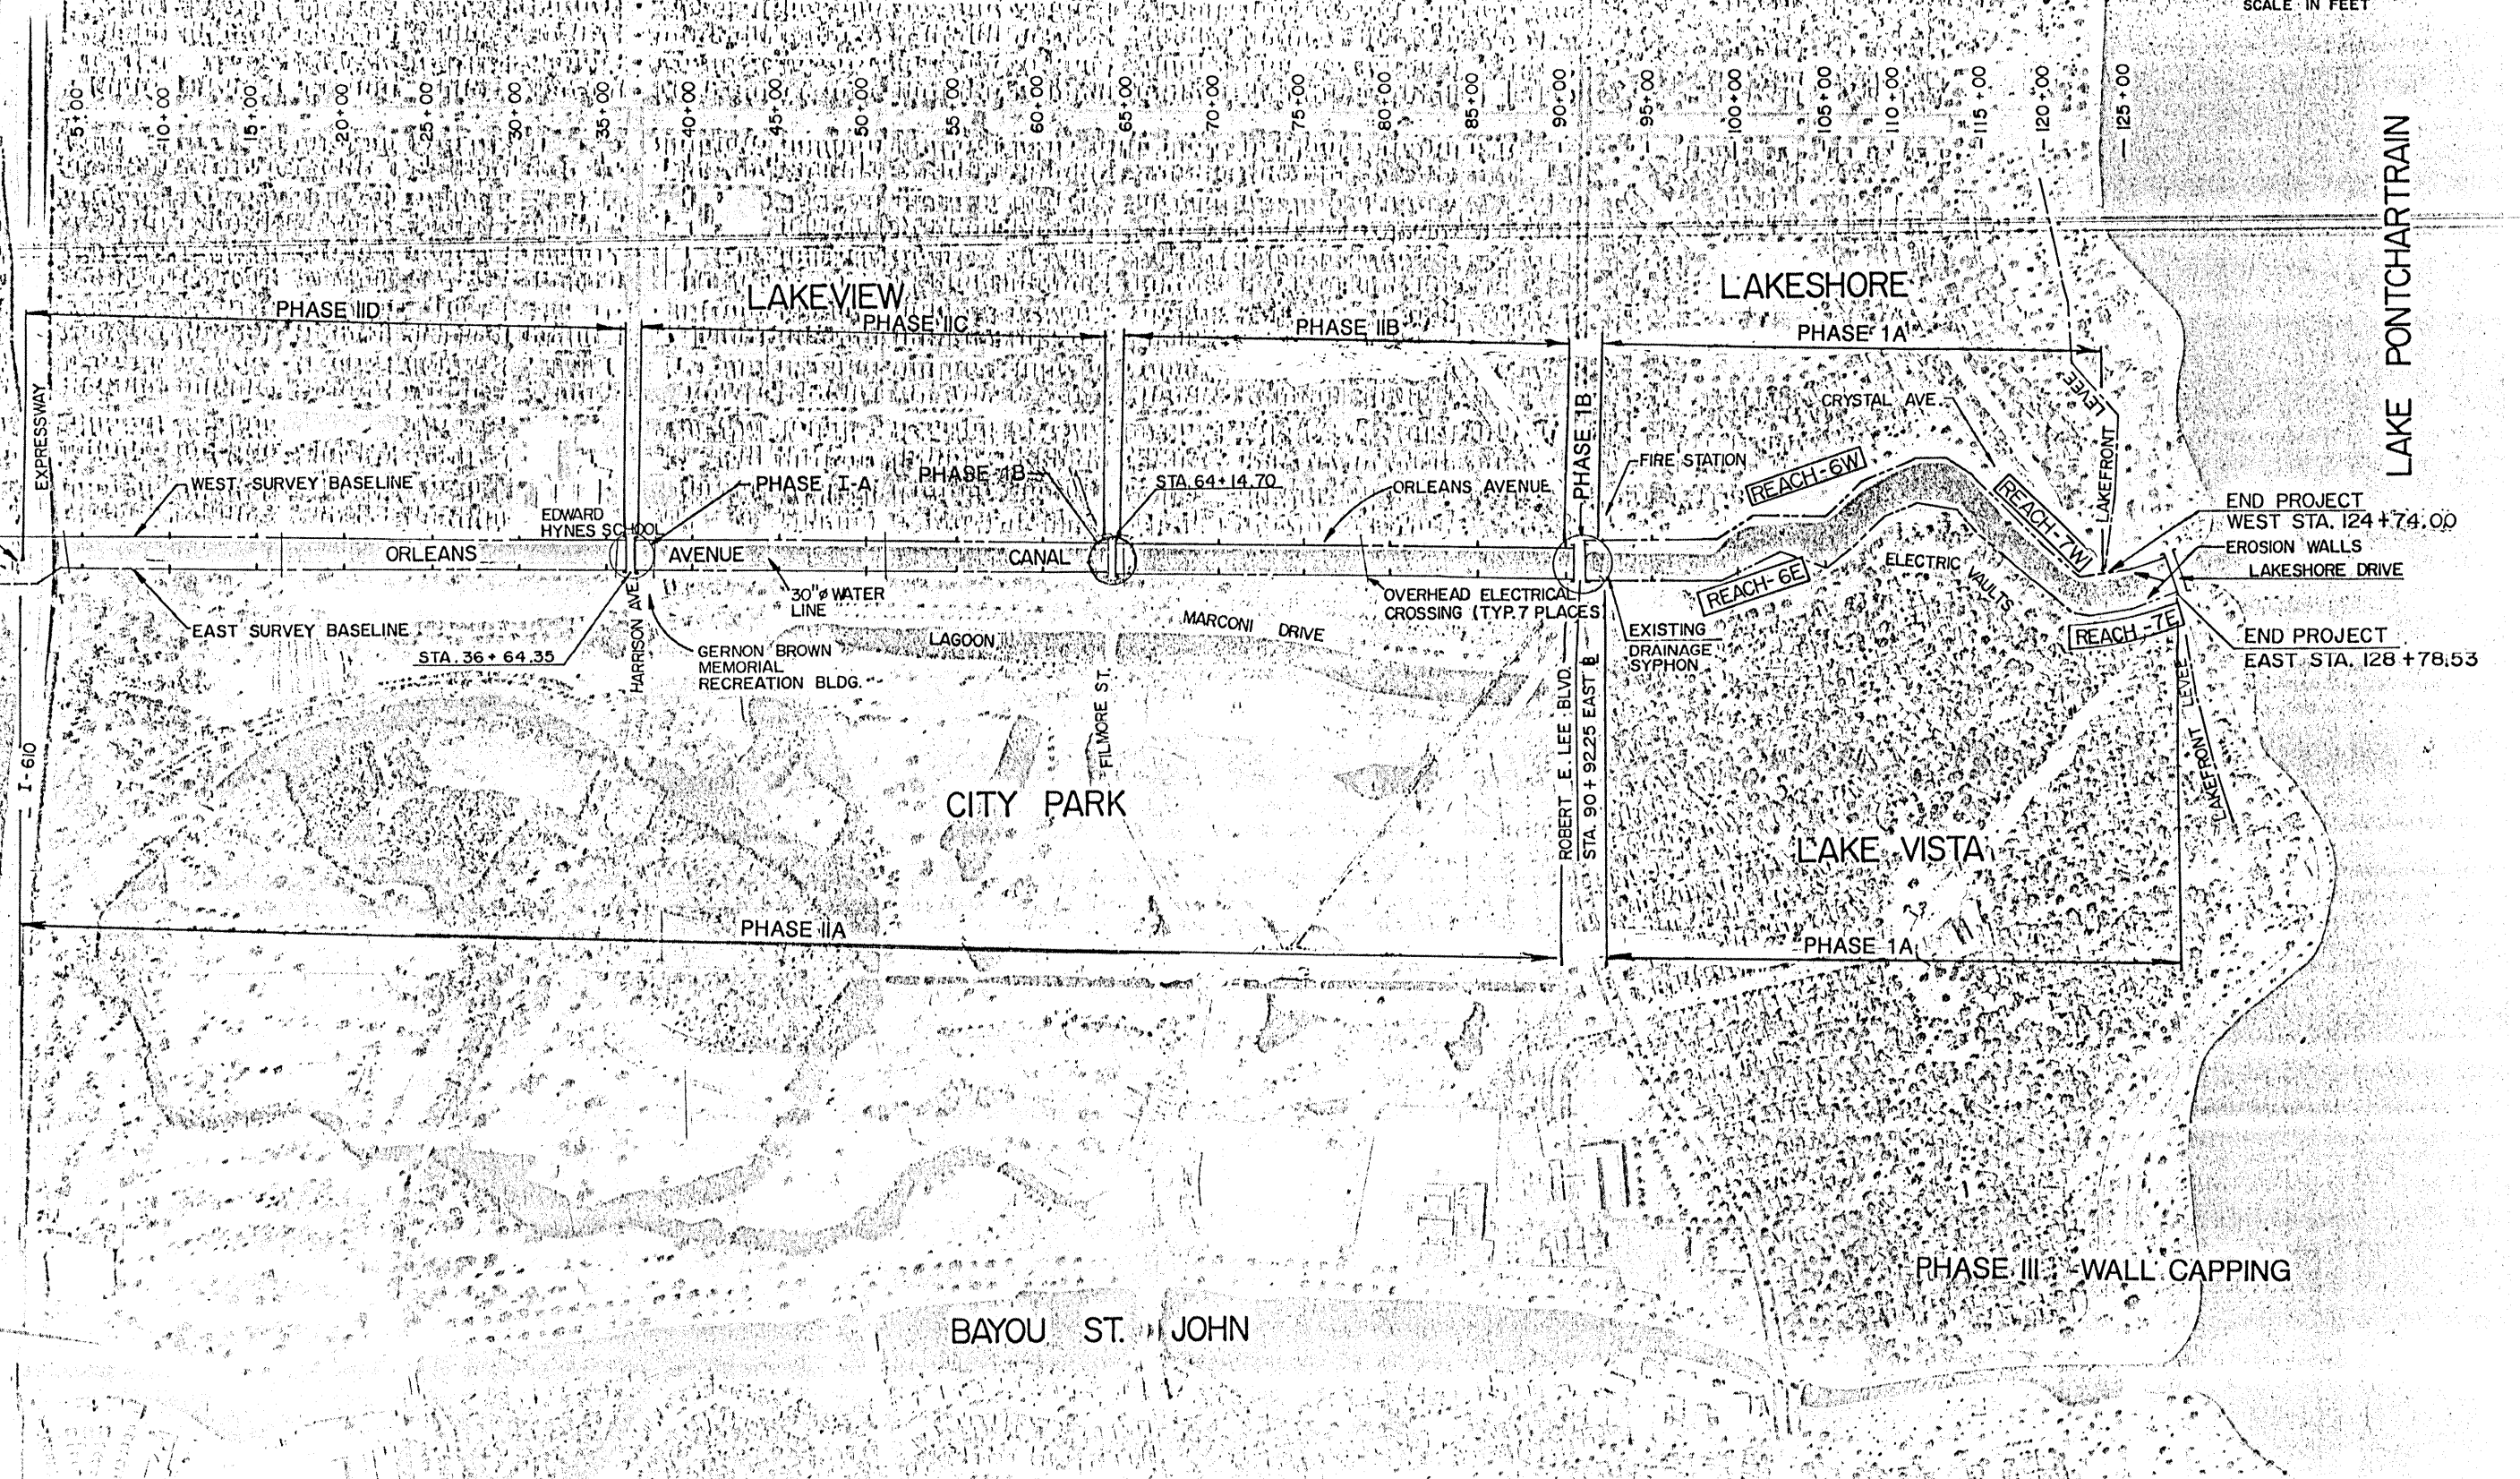 SCALE IN FEET
5+00
10+00
15+00
20+00
25+00
30+00
35+00
40+00
45+00
50+00
55+00
60+00
65+00
70+00
75+00
80+00
85+00
90+00
95+00
100+00
105+00
110+00
115+00
120+00
125+00
LAKE PONTCHARTRAIN
LAKEVIEW
LAKESHORE
PHASE IID
PHASE IIC
PHASE IIB
PHASE 1A
EXPRESSWAY
PHASE 1B
CRYSTAL AVE.
LEVEE
LAKEFRONT
WEST SURVEY BASELINE
PHASE I-A
PHASE 1B
STA. 64+14.70
ORLEANS AVENUE
FIRE STATION
REACH-6W
REACH-7W
END PROJECT
WEST STA. 124+74.00
EDWARD
HYNES SCHOOL
ORLEANS
AVENUE
CANAL
EROSION WALLS
LAKESHORE DRIVE
ELECTRIC VAULTS
REACH-6E
30"ø WATER
LINE
OVERHEAD ELECTRICAL
CROSSING (TYP. 7 PLACES)
EAST SURVEY BASELINE
STA. 36+64.35
HARRISON AVE.
GERNON BROWN
MEMORIAL
RECREATION BLDG.
LAGOON
MARCONI DRIVE
EXISTING
DRAINAGE
SYPHON
REACH-7E
END PROJECT
EAST STA. 128+78.53
FILMORE ST.
ROBERT E. LEE BLVD.
STA. 90+92.25 EAST ℄
LAKEFRONT LEVEE
LAKEFRONT
I-610
CITY PARK
LAKE VISTA
PHASE IIA
PHASE 1A
PHASE III - WALL CAPPING
BAYOU ST. JOHN